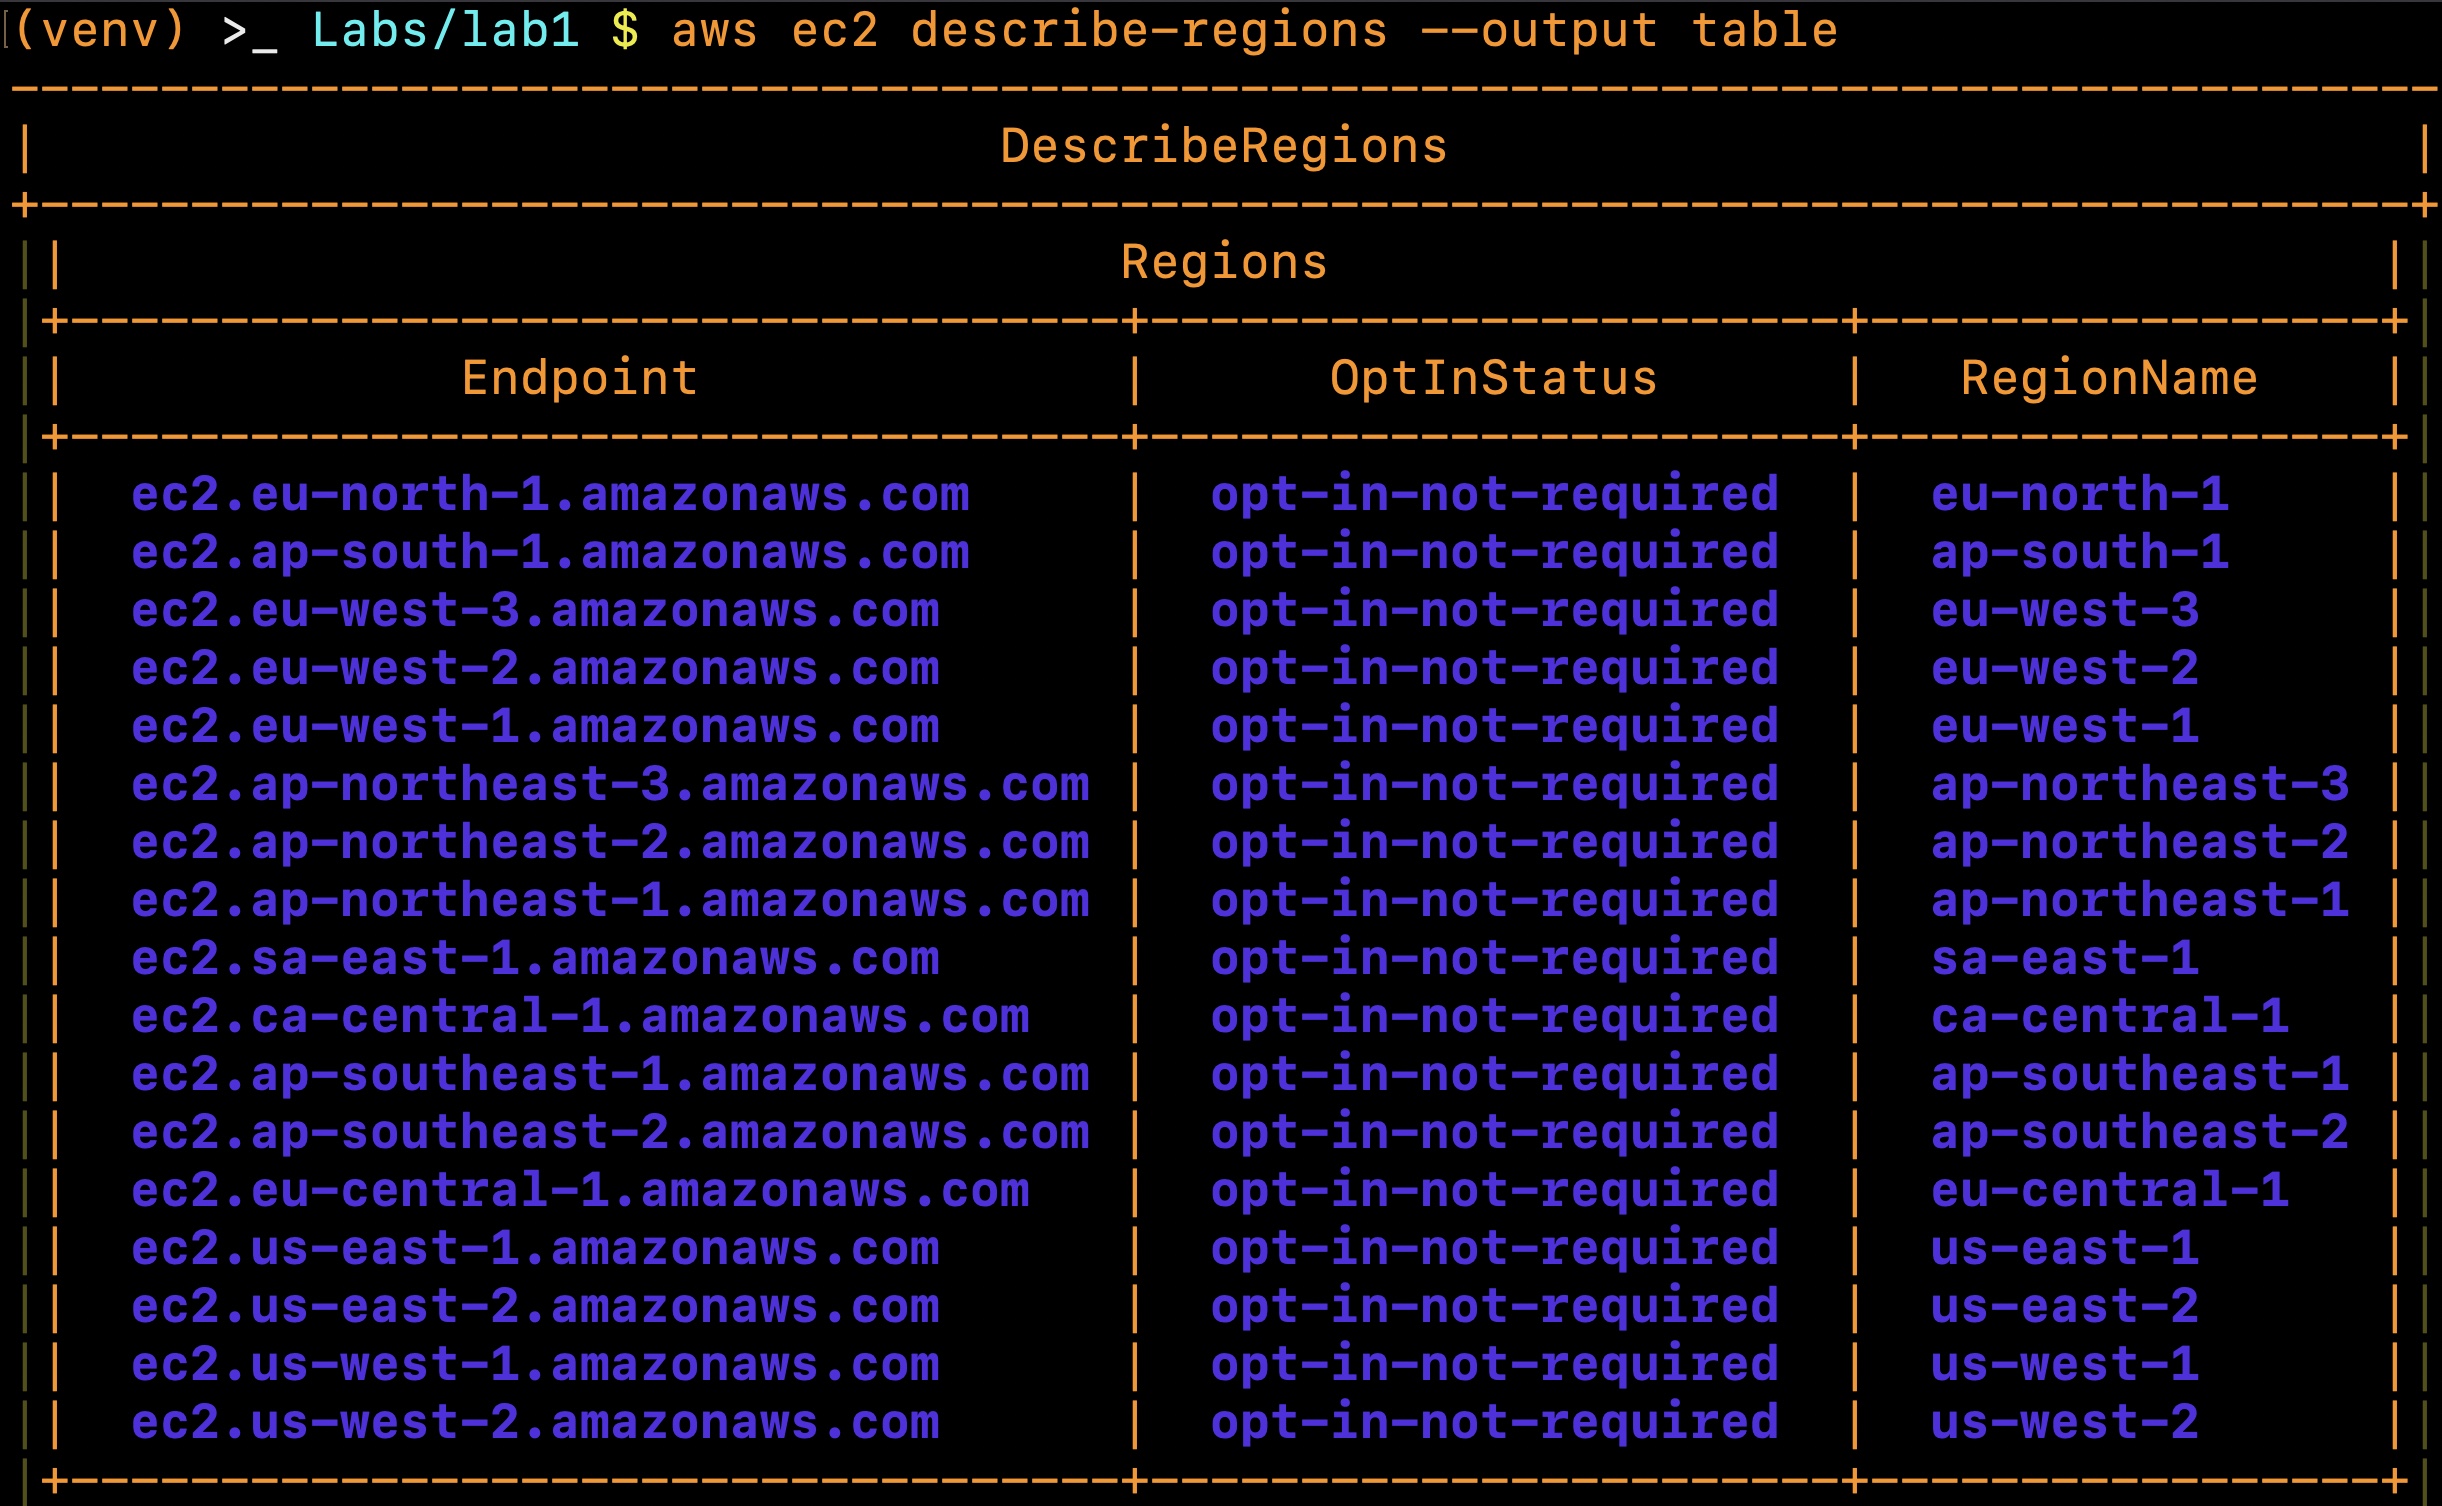 (venv) >_ Labs/lab1 $ aws ec2 describe-regions --output table
DescribeRegions
Regions
Endpoint | OptInStatus | RegionName
ec2.eu-north-1.amazonaws.com | opt-in-not-required | eu-north-1
ec2.ap-south-1.amazonaws.com | opt-in-not-required | ap-south-1
ec2.eu-west-3.amazonaws.com | opt-in-not-required | eu-west-3
ec2.eu-west-2.amazonaws.com | opt-in-not-required | eu-west-2
ec2.eu-west-1.amazonaws.com | opt-in-not-required | eu-west-1
ec2.ap-northeast-3.amazonaws.com | opt-in-not-required | ap-northeast-3
ec2.ap-northeast-2.amazonaws.com | opt-in-not-required | ap-northeast-2
ec2.ap-northeast-1.amazonaws.com | opt-in-not-required | ap-northeast-1
ec2.sa-east-1.amazonaws.com | opt-in-not-required | sa-east-1
ec2.ca-central-1.amazonaws.com | opt-in-not-required | ca-central-1
ec2.ap-southeast-1.amazonaws.com | opt-in-not-required | ap-southeast-1
ec2.ap-southeast-2.amazonaws.com | opt-in-not-required | ap-southeast-2
ec2.eu-central-1.amazonaws.com | opt-in-not-required | eu-central-1
ec2.us-east-1.amazonaws.com | opt-in-not-required | us-east-1
ec2.us-east-2.amazonaws.com | opt-in-not-required | us-east-2
ec2.us-west-1.amazonaws.com | opt-in-not-required | us-west-1
ec2.us-west-2.amazonaws.com | opt-in-not-required | us-west-2